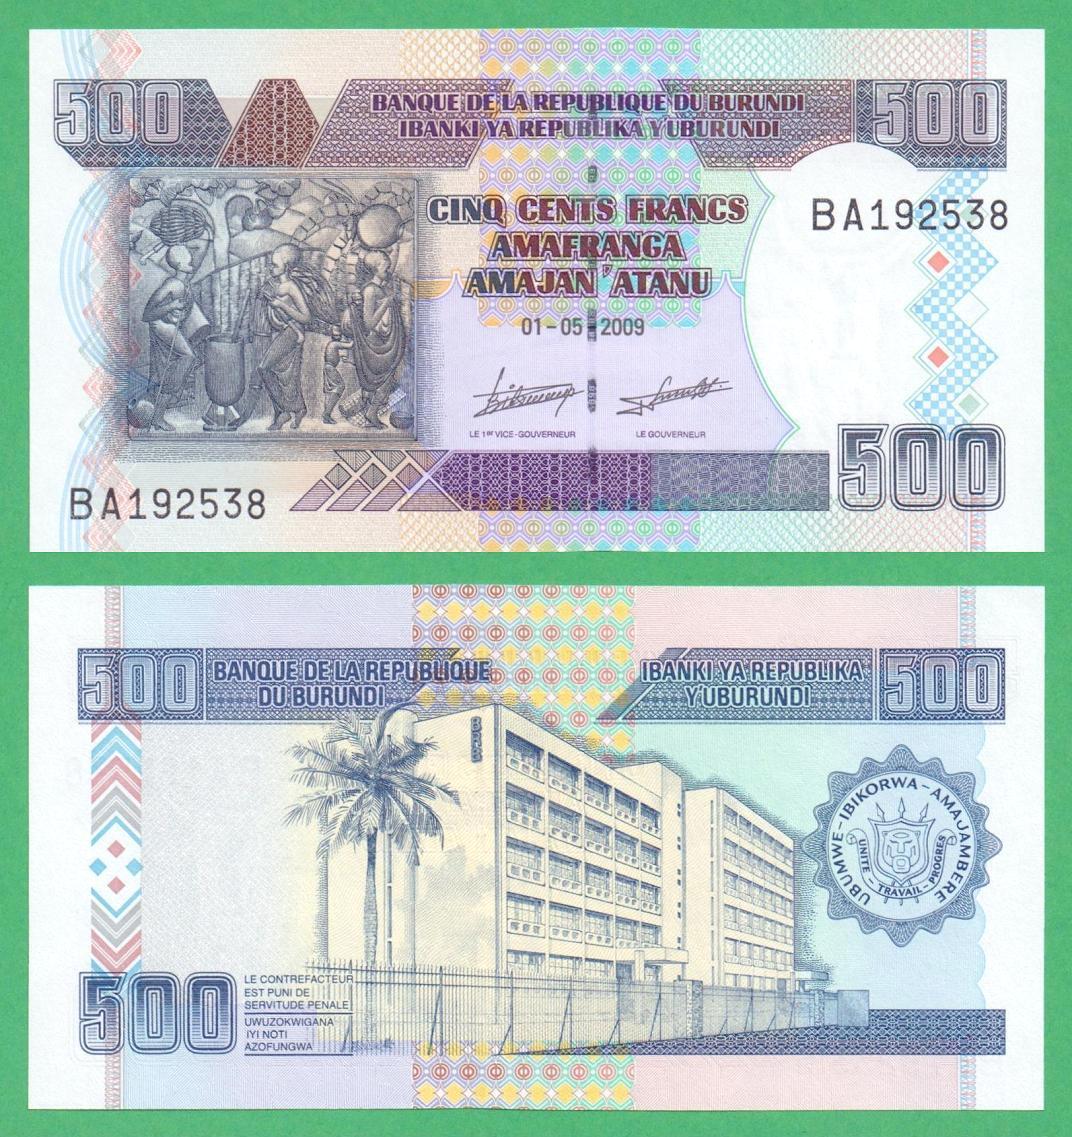 500
BANQUE DE LA REPUBLIQUE DU BURUNDI
IBANKI YA REPUBLIKA Y'UBURUNDI
500
CINQ CENTS FRANCS
AMAFRANGA
AMAJAN'ATANU
BA192538
01-05-2009
LE 1er VICE-GOUVERNEUR
LE GOUVERNEUR
500
BA192538
500
BANQUE DE LA REPUBLIQUE
DU BURUNDI
IBANKI YA REPUBLIKA
Y'UBURUNDI
500
UBUMWE-IBIKORWA-AMAJAMBERE
UNITE - TRAVAIL - PROGRES
500
LE CONTREFACTEUR
EST PUNI DE
SERVITUDE PENALE
UWUZOKWIGANA
IYI NOTI
AZOFUNGWA